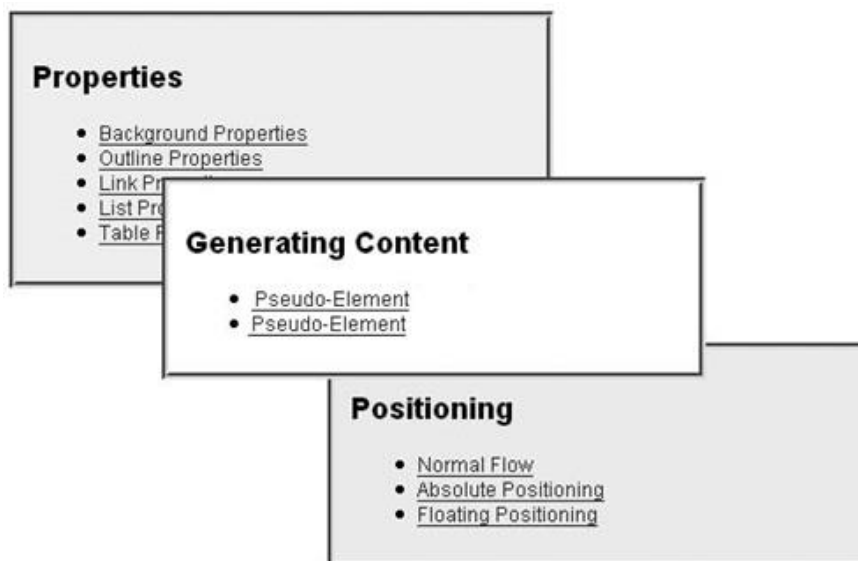 Properties
Background Properties
Outline Properties
Link
List
Table
Generating Content
Pseudo-Element
Pseudo-Element
Positioning
Normal Flow
Absolute Positioning
Floating Positioning